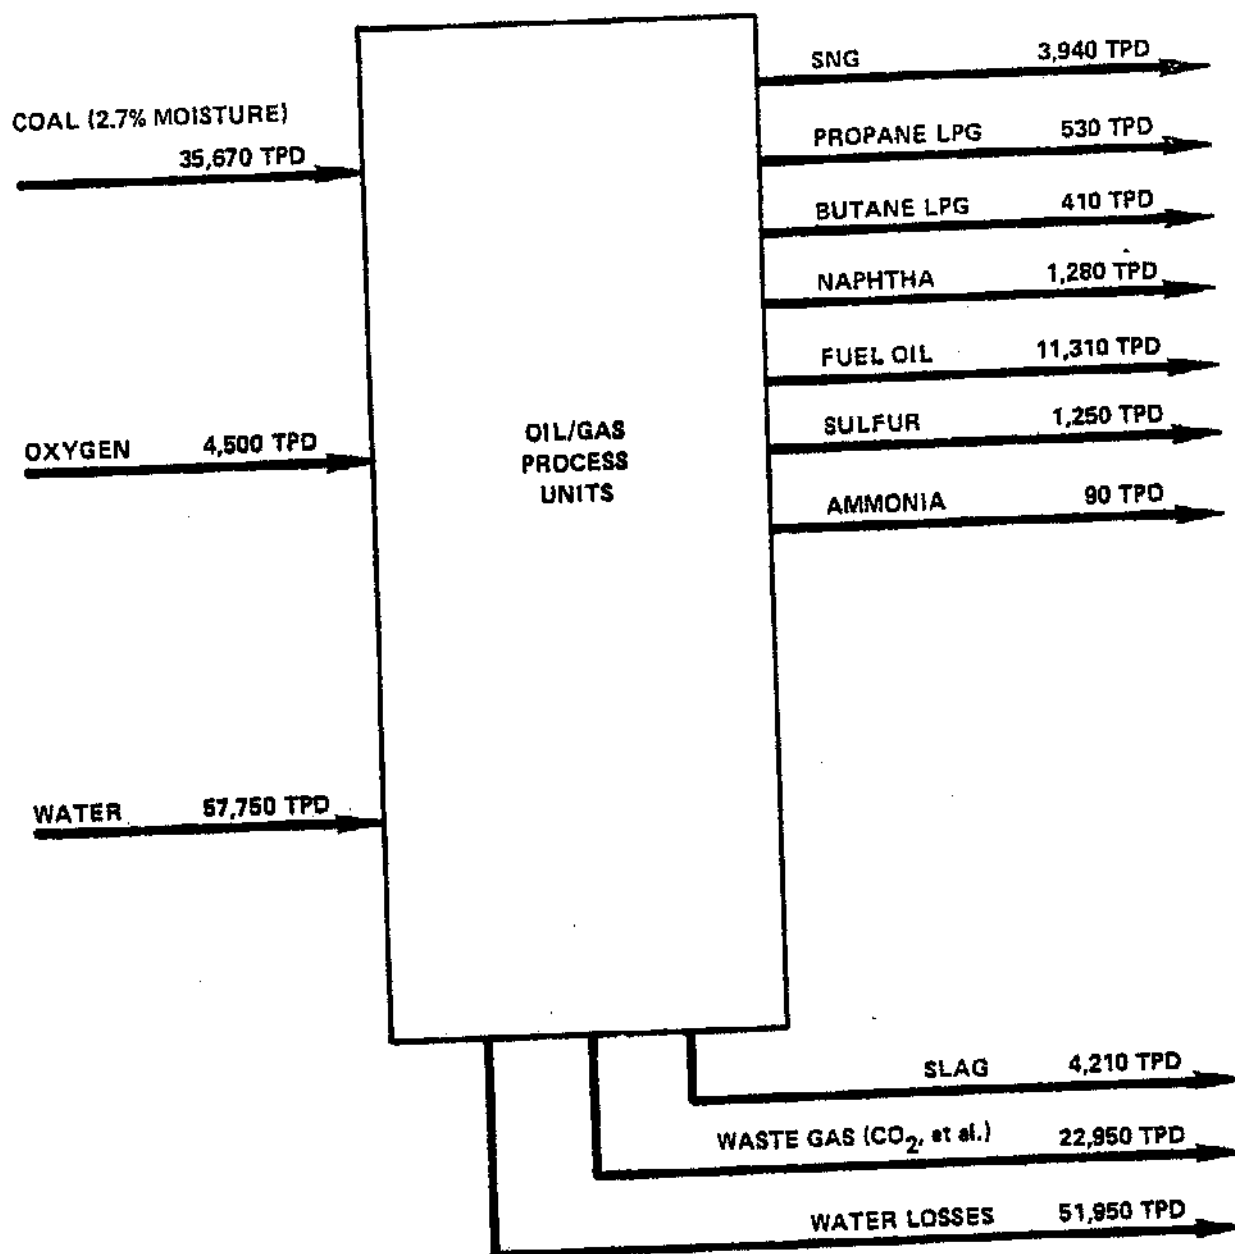 COAL (2.7% MOISTURE)
35,670 TPD
OXYGEN 4,500 TPD
WATER 57,750 TPD
OIL/GAS
PROCESS
UNITS
SNG 3,940 TPD
PROPANE LPG 530 TPD
BUTANE LPG 410 TPD
NAPHTHA 1,280 TPD
FUEL OIL 11,310 TPD
SULFUR 1,250 TPD
AMMONIA 90 TPD
SLAG 4,210 TPD
WASTE GAS (CO2, et al.) 22,950 TPD
WATER LOSSES 51,950 TPD